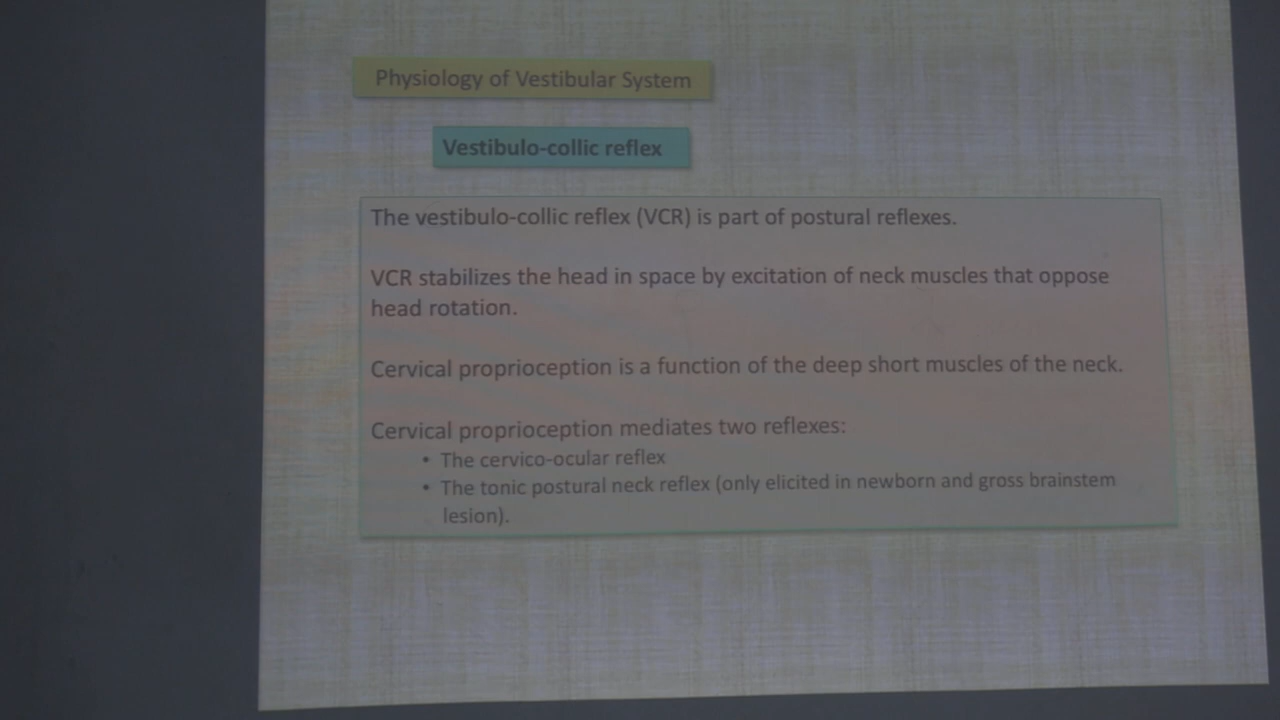 Physiology of Vestibular System
Vestibulo-collic reflex
The vestibulo-collic reflex (VCR) is part of postural reflexes.
VCR stabilizes the head in space by excitation of neck muscles that oppose
head rotation.
Cervical proprioception is a function of the deep short muscles of the neck.
Cervical proprioception mediates two reflexes:
• The cervico-ocular reflex
• The tonic postural neck reflex (only elicited in newborn and gross brainstem
lesion).